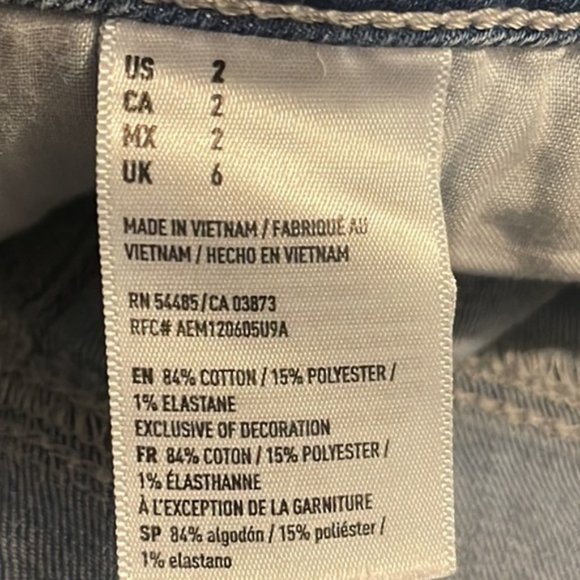 US 2
CA 2
MX 2
UK 6
MADE IN VIETNAM / FABRIQUÉ AU
VIETNAM / HECHO EN VIETNAM
RN 54485/CA 03873
RFC# AEM120605U9A
EN 84% COTTON / 15% POLYESTER /
1% ELASTANE
EXCLUSIVE OF DECORATION
FR 84% COTTON / 15% POLYESTER /
1% ÉLASTHANNE
À L'EXCEPTION DE LA GARNITURE
SP 84% algodón / 15% poliéster /
1% elastano